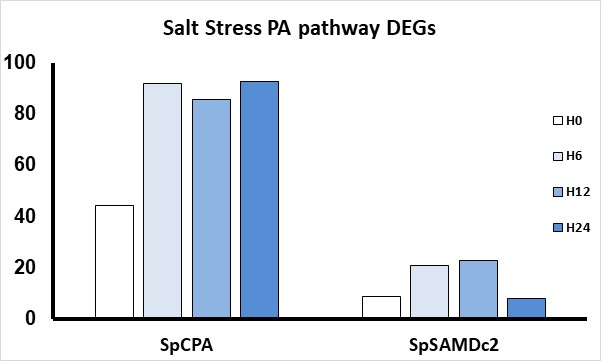 Salt Stress PA pathway DEGs
100
80
60
40
20
0
H0
H6
H12
H24
SpCPA
SpSAMDc2